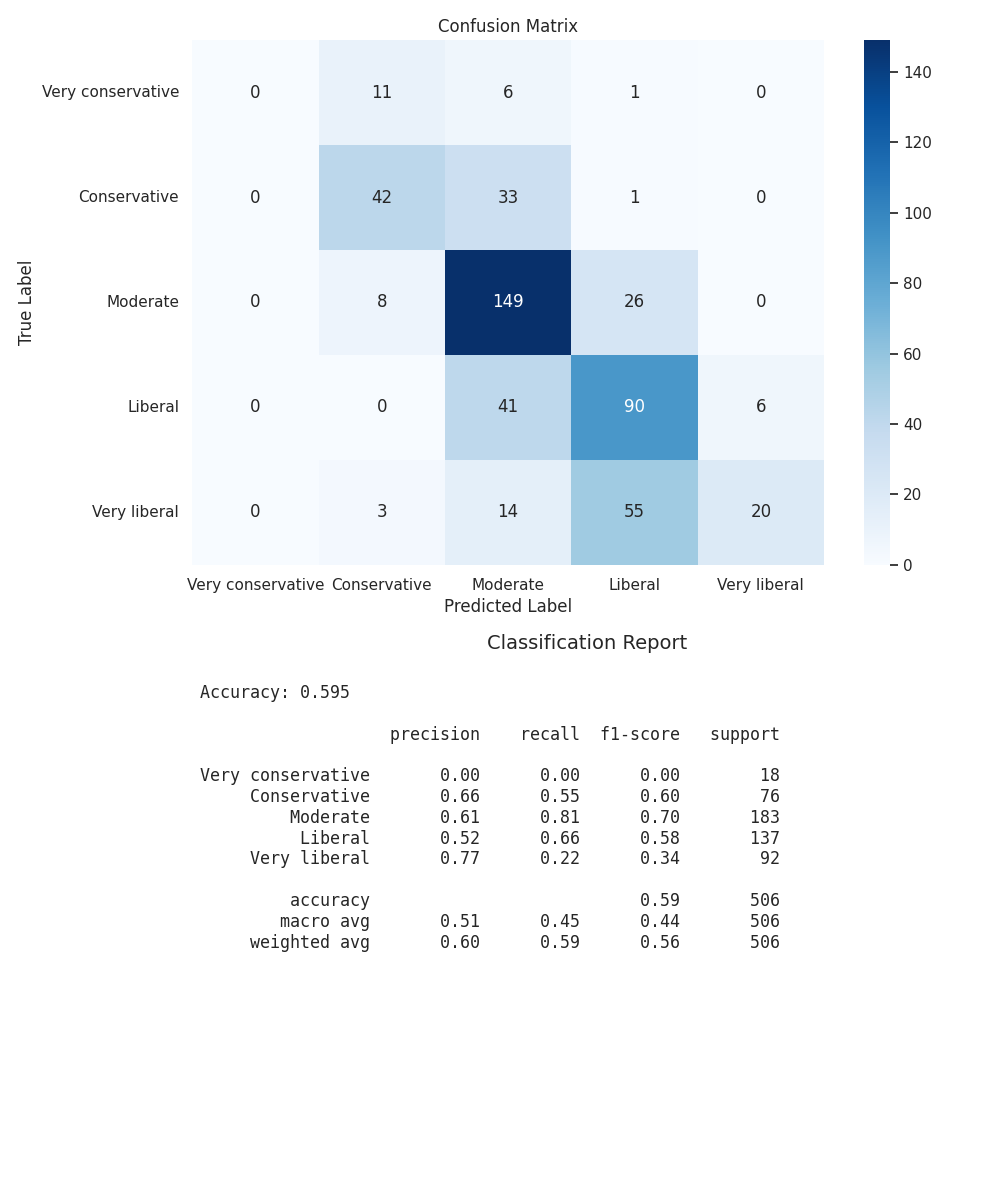 Confusion Matrix
Very conservative 0 11 6 1 0
Conservative 0 42 33 1 0
Moderate 0 8 149 26 0
Liberal 0 0 41 90 6
Very liberal 0 3 14 55 20
True Label
Very conservative Conservative Moderate Liberal Very liberal
Predicted Label
140
120
100
80
60
40
20
0
Classification Report
Accuracy: 0.595
precision recall f1-score support
Very conservative 0.00 0.00 0.00 18
Conservative 0.66 0.55 0.60 76
Moderate 0.61 0.81 0.70 183
Liberal 0.52 0.66 0.58 137
Very liberal 0.77 0.22 0.34 92
accuracy 0.59 506
macro avg 0.51 0.45 0.44 506
weighted avg 0.60 0.59 0.56 506